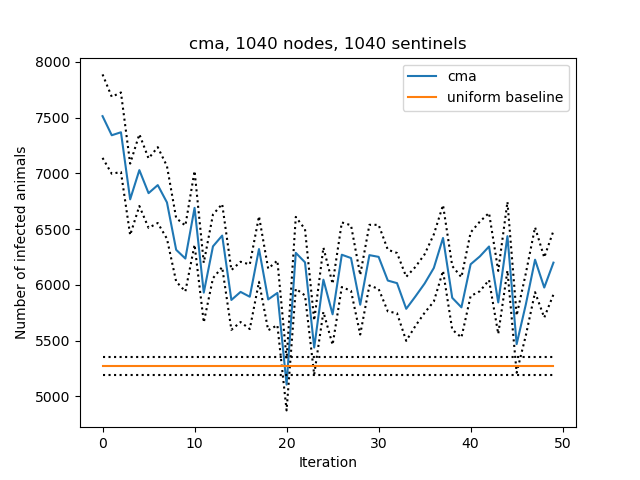 cma, 1040 nodes, 1040 sentinels
cma
uniform baseline
Number of infected animals
8000
7500
7000
6500
6000
5500
5000
0 10 20 30 40 50
Iteration